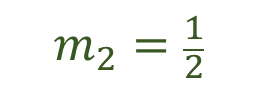 m₂ = 1/2